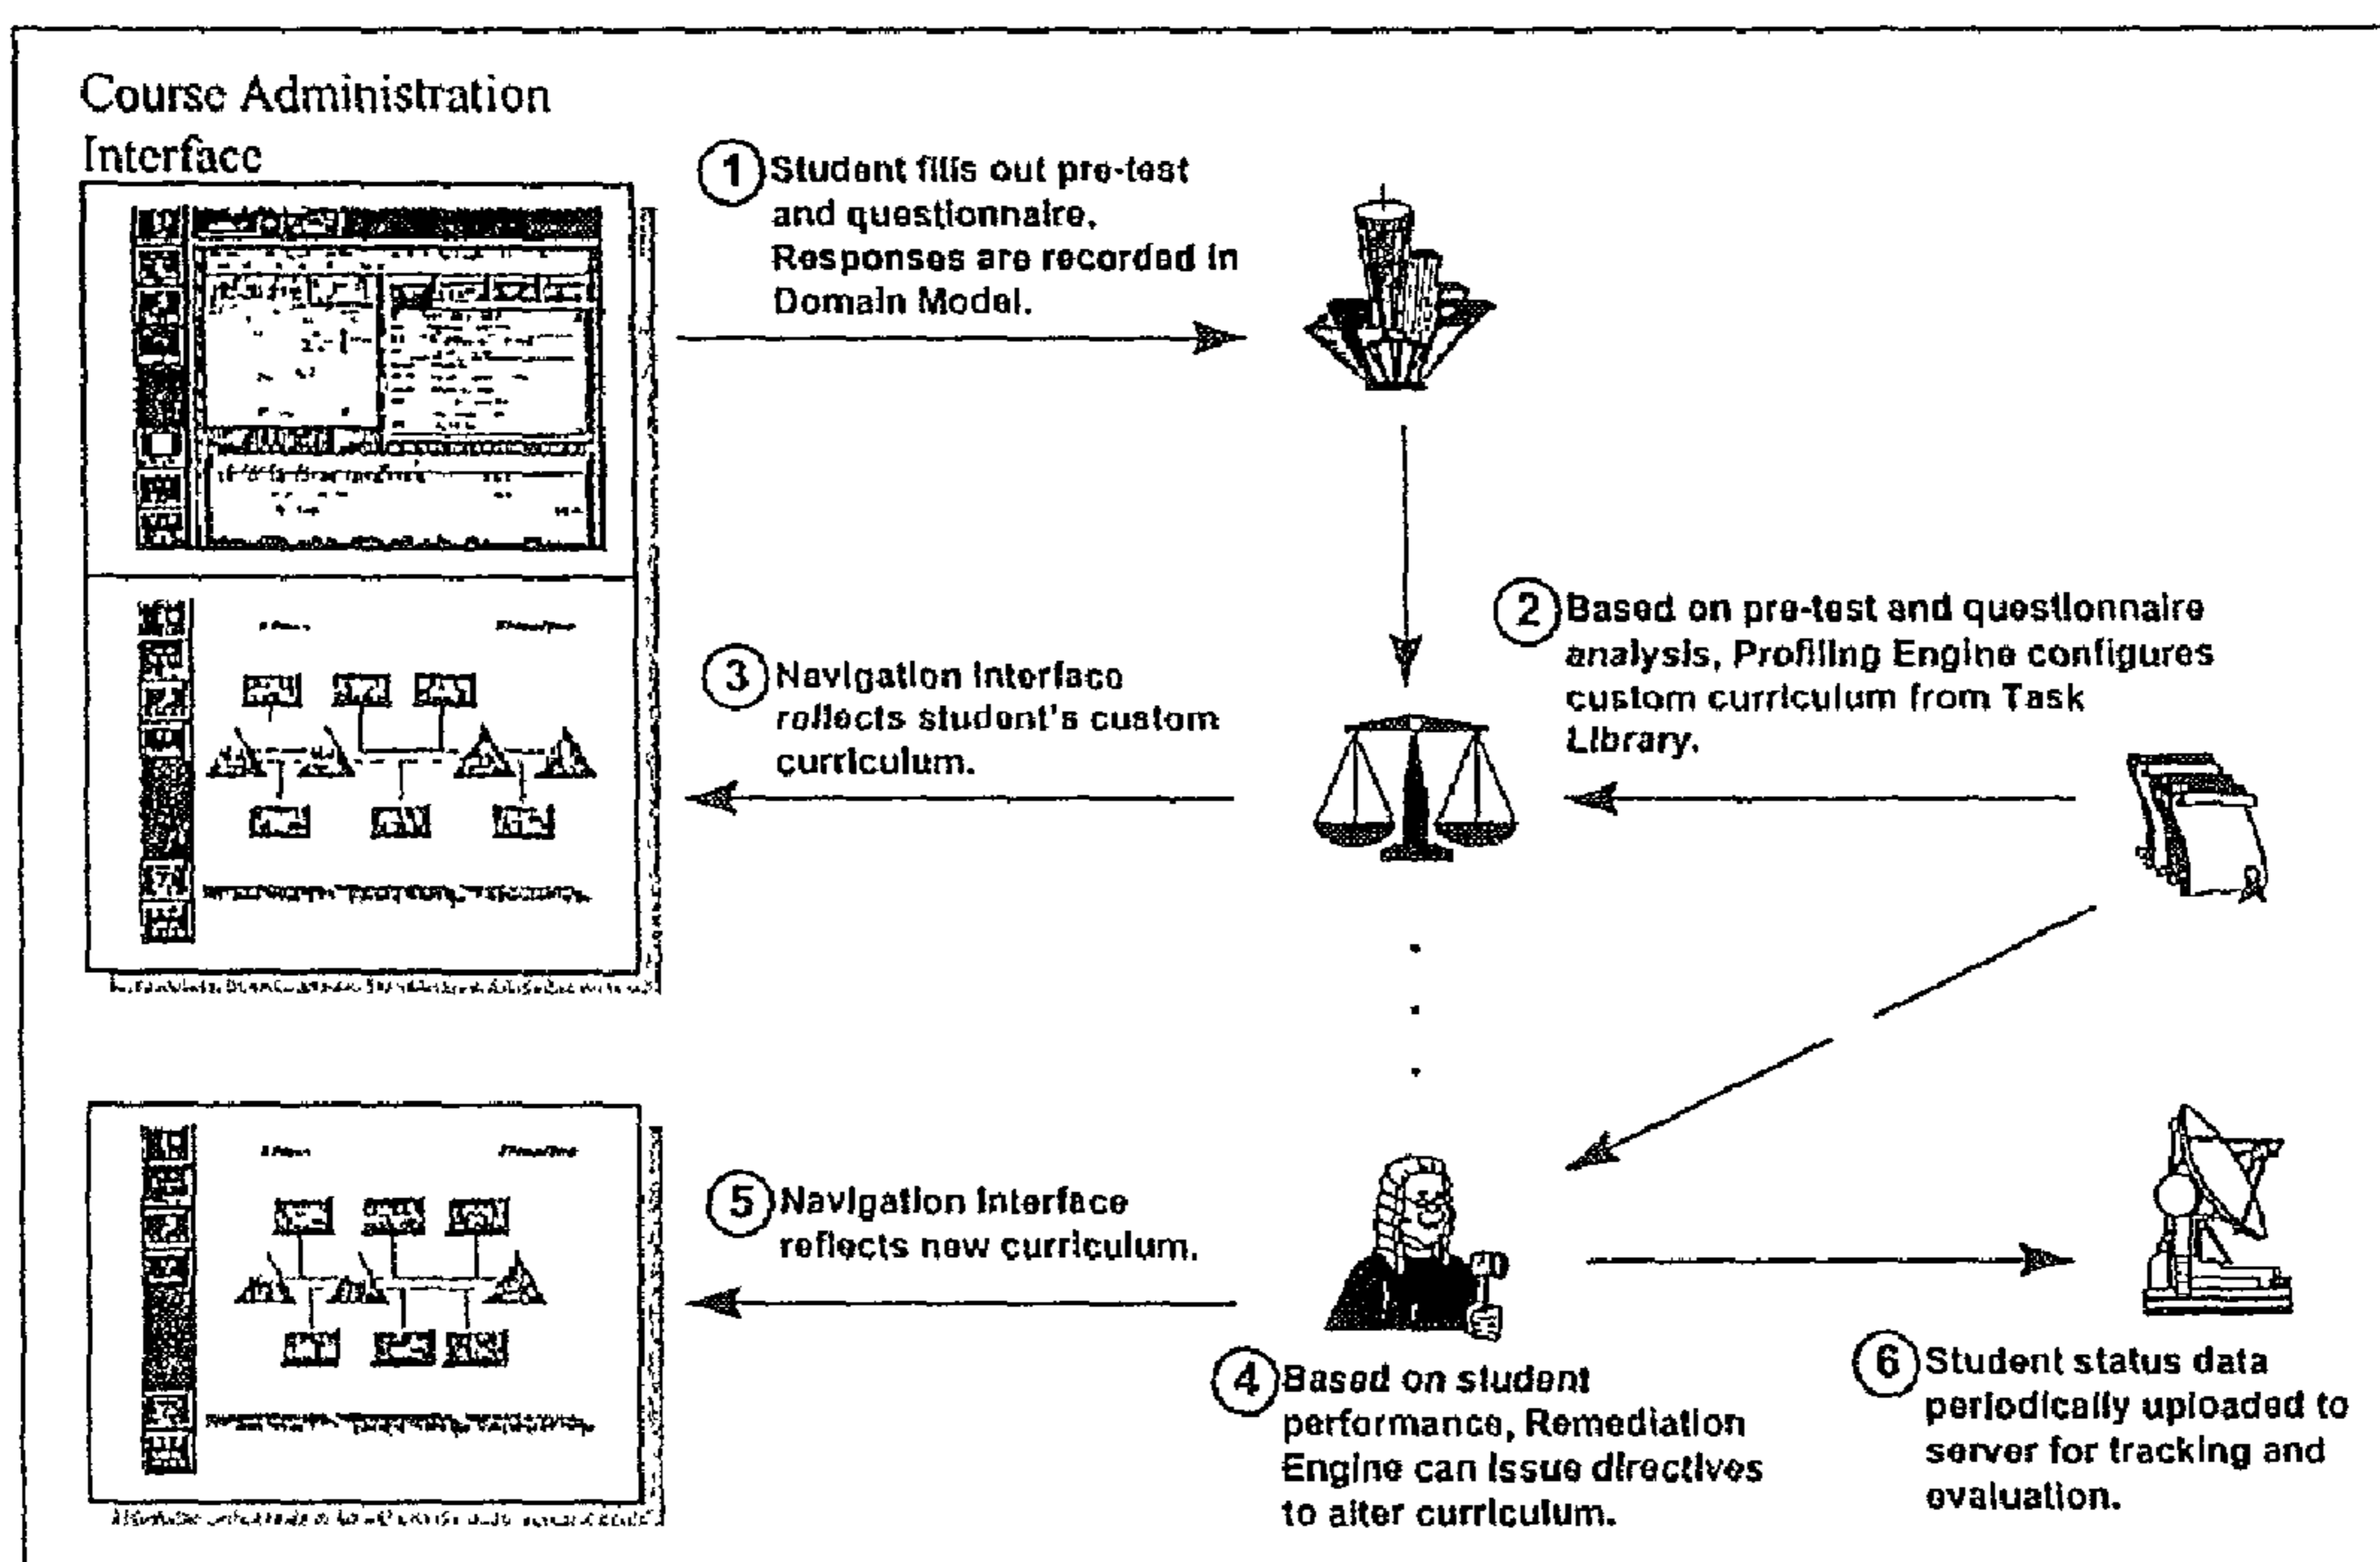 Course Administration
Interface
1 Student fills out pre-test
and questionnaire.
Responses are recorded in
Domain Model.
2 Based on pre-test and questionnaire
analysis, Profiling Engine configures
custom curriculum from Task
Library.
3 Navigation Interface
reflects student's custom
curriculum.
4 Based on student
performance, Remediation
Engine can issue directives
to alter curriculum.
5 Navigation Interface
reflects new curriculum.
6 Student status data
periodically uploaded to
server for tracking and
evaluation.